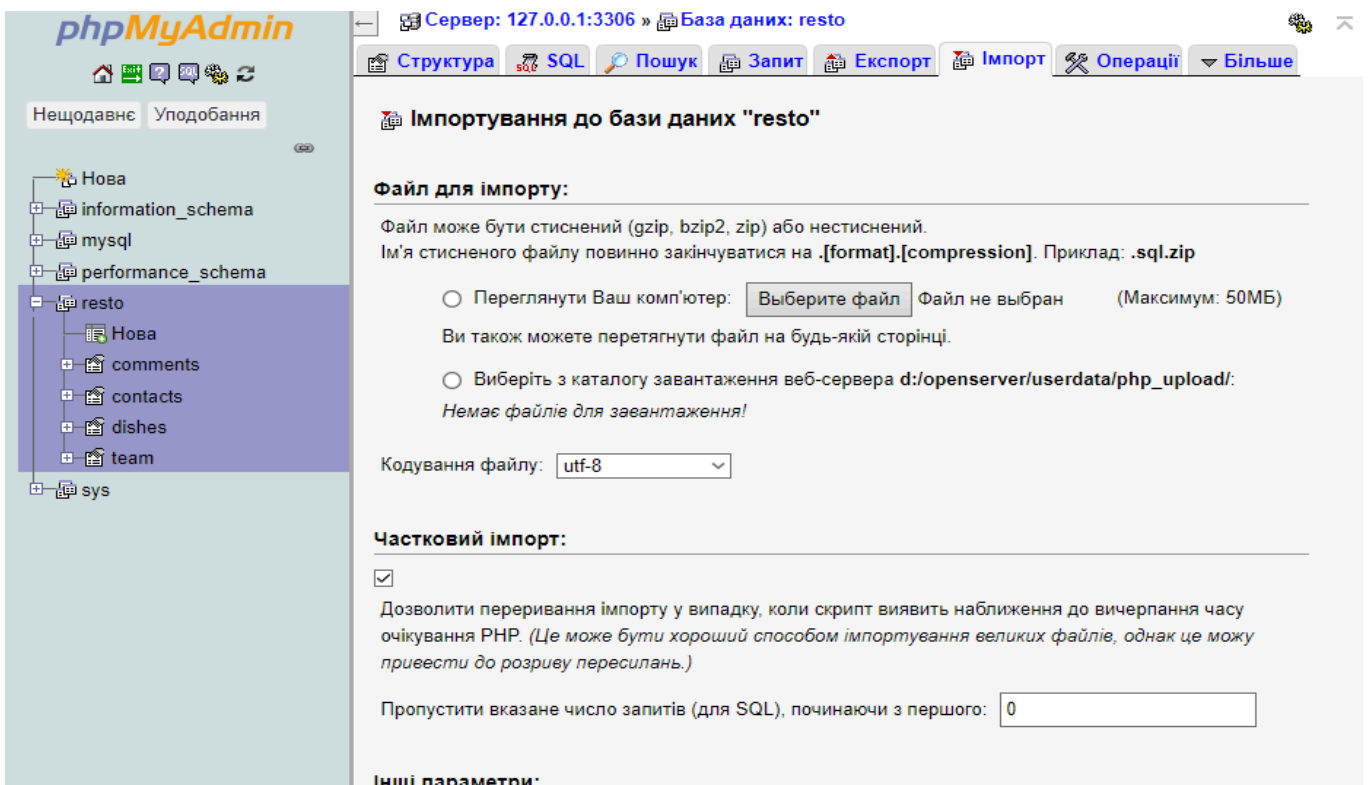 phpMyAdmin
Нещодавнє Уподобання
Нова
information_schema
mysql
performance_schema
resto
Нова
comments
contacts
dishes
team
sys
Сервер: 127.0.0.1:3306 » База даних: resto
Структура SQL Пошук Запит Експорт Імпорт Операції Більше
Імпортування до бази даних "resto"
Файл для імпорту:
Файл може бути стиснений (gzip, bzip2, zip) або нестиснений.
Ім'я стисненого файлу повинно закінчуватися на .[format].[compression]. Приклад: .sql.zip
Переглянути Ваш комп'ютер: Выберите файл Файл не выбран (Максимум: 50МБ)
Ви також можете перетягнути файл на будь-якій сторінці.
Виберіть з каталогу завантаження веб-сервера d:/openserver/userdata/php_upload/:
Немає файлів для завантаження!
Кодування файлу: utf-8
Частковий імпорт:
Дозволити переривання імпорту у випадку, коли скрипт виявить наближення до вичерпання часу
очікування PHP. (Це може бути хороший способом імпортування великих файлів, однак це можу
привести до розриву пересилань.)
Пропустити вказане число запитів (для SQL), починаючи з першого: 0
Інші параметри: